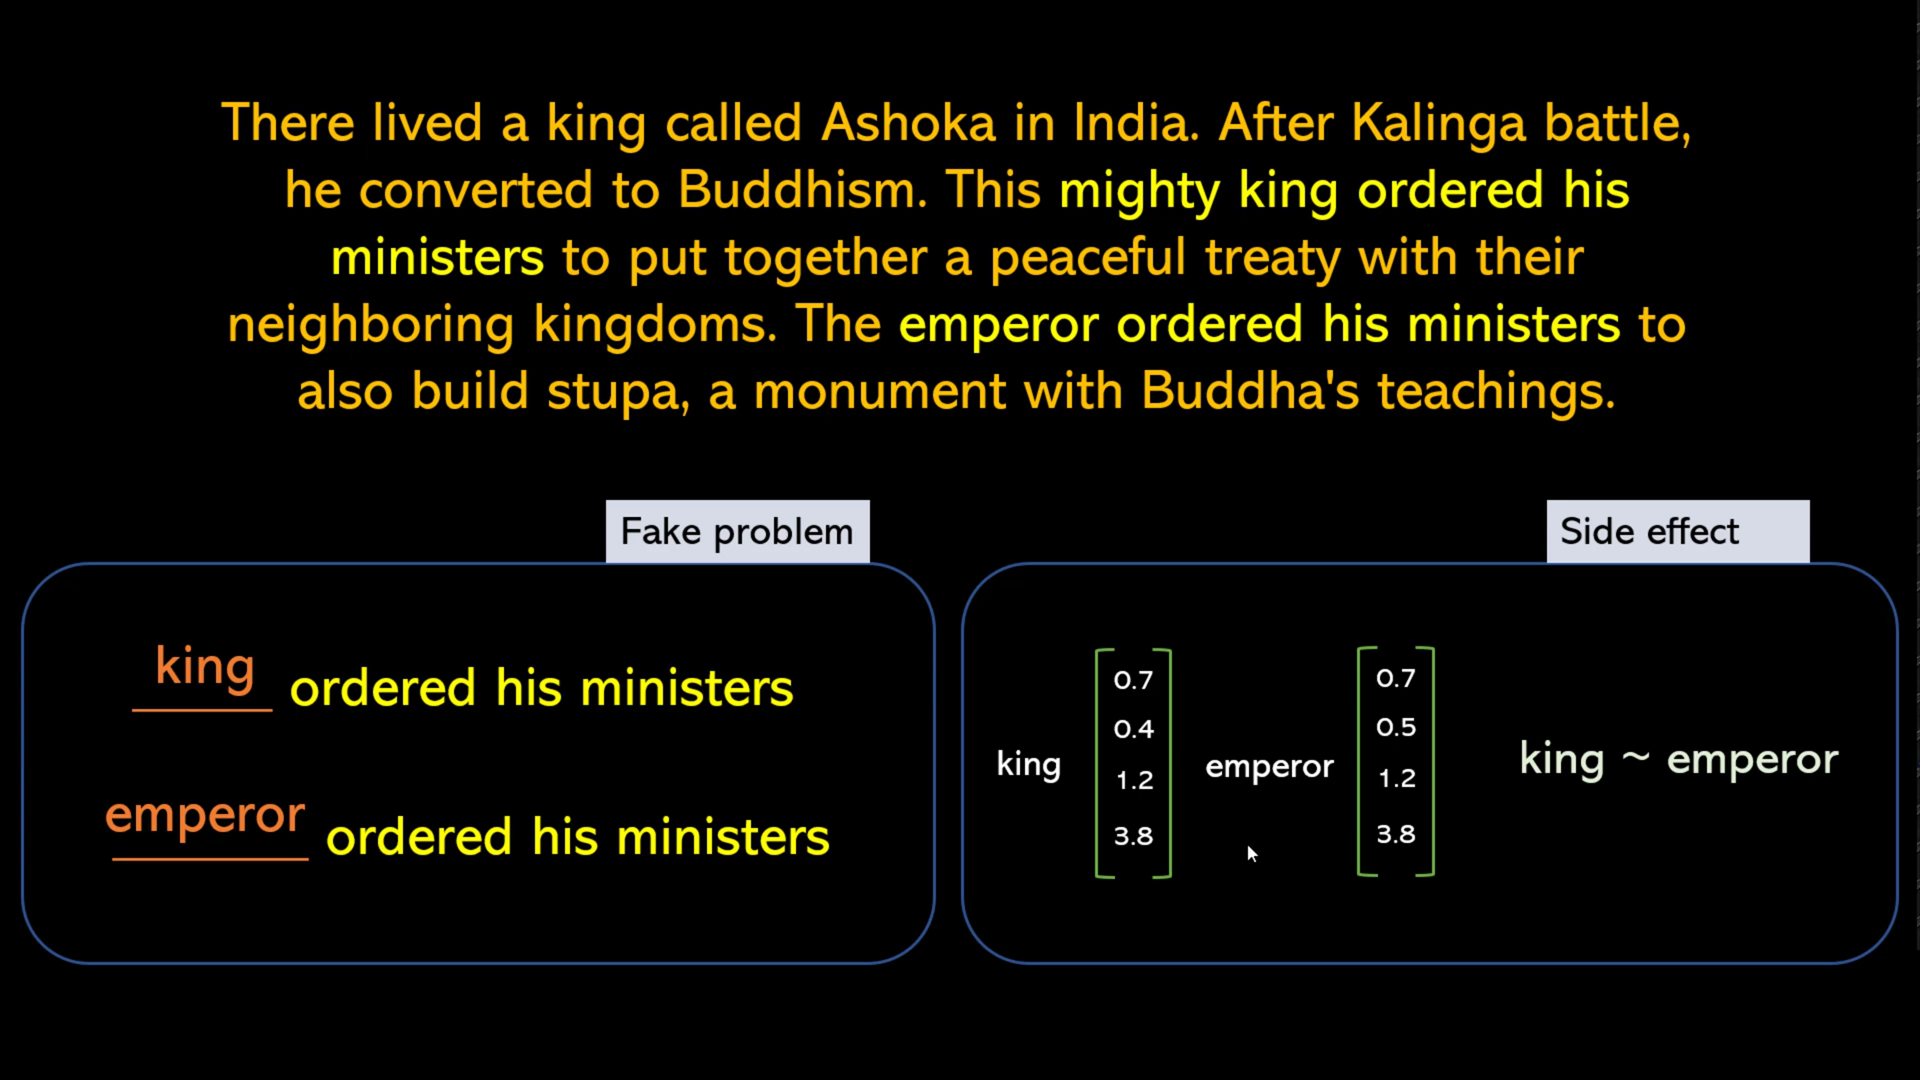 There lived a king called Ashoka in India. After Kalinga battle,
he converted to Buddhism. This mighty king ordered his
ministers to put together a peaceful treaty with their
neighboring kingdoms. The emperor ordered his ministers to
also build stupa, a monument with Buddha's teachings.
Fake problem
king ordered his ministers
emperor ordered his ministers
Side effect
king
0.7
0.4
1.2
3.8
emperor
0.7
0.5
1.2
3.8
king ~ emperor